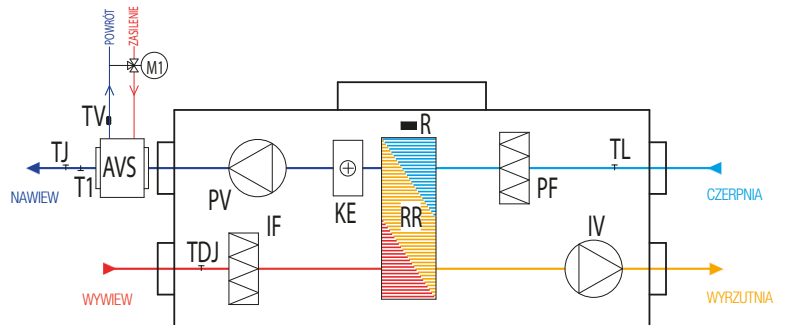 POWRÓT
ZASILENIE
M1
TV
R
TJ
AVS
TL
T1
NAWIEW
PV
KE
RR
PF
CZERPNIA
IF
IV
TDJ
WYWIEW
WYRZUTNIA